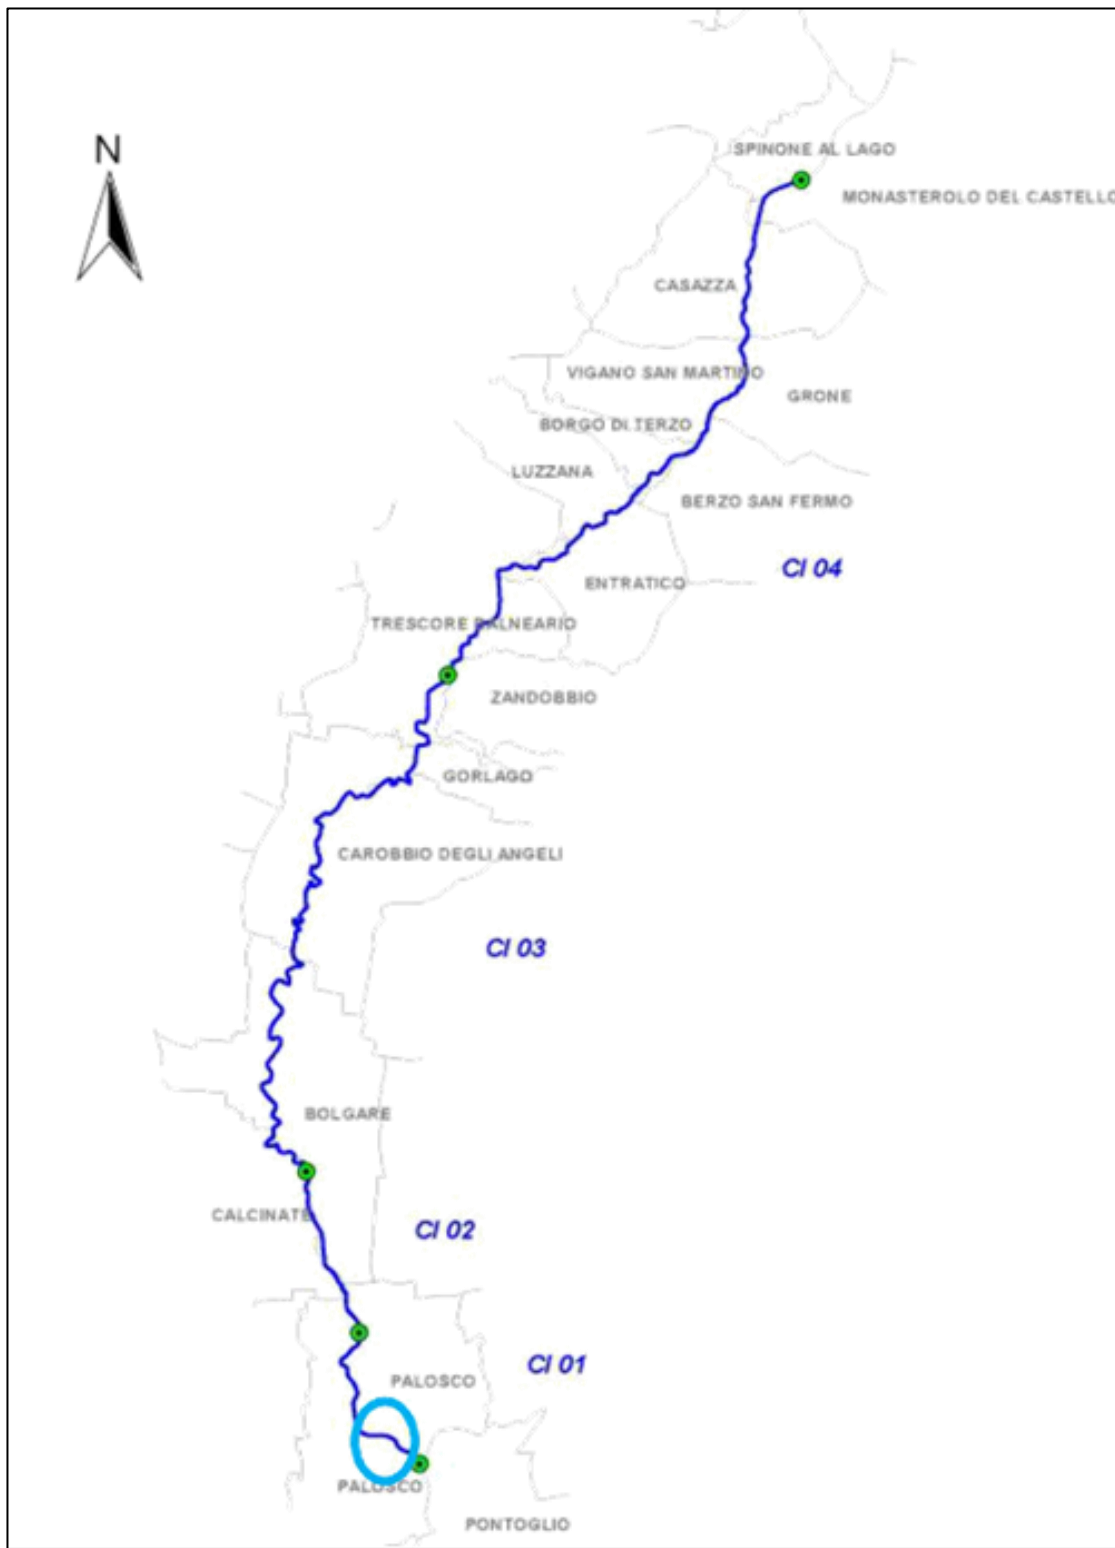 N
SPINONE AL LAGO
MONASTEROLO DEL CASTELLO
CASAZZA
VIGANO SAN MARTINO
GRONE
BORGO DI TERZO
LUZZANA
BERZO SAN FERMO
CI 04
ENTRATICO
TRESCORE BALNEARIO
ZANDOBBIO
GORLAGO
CAROBBIO DEGLI ANGELI
CI 03
BOLGARE
CALCINATE
CI 02
CI 01
PALOSCO
PALOSCO
PONTOGLIO